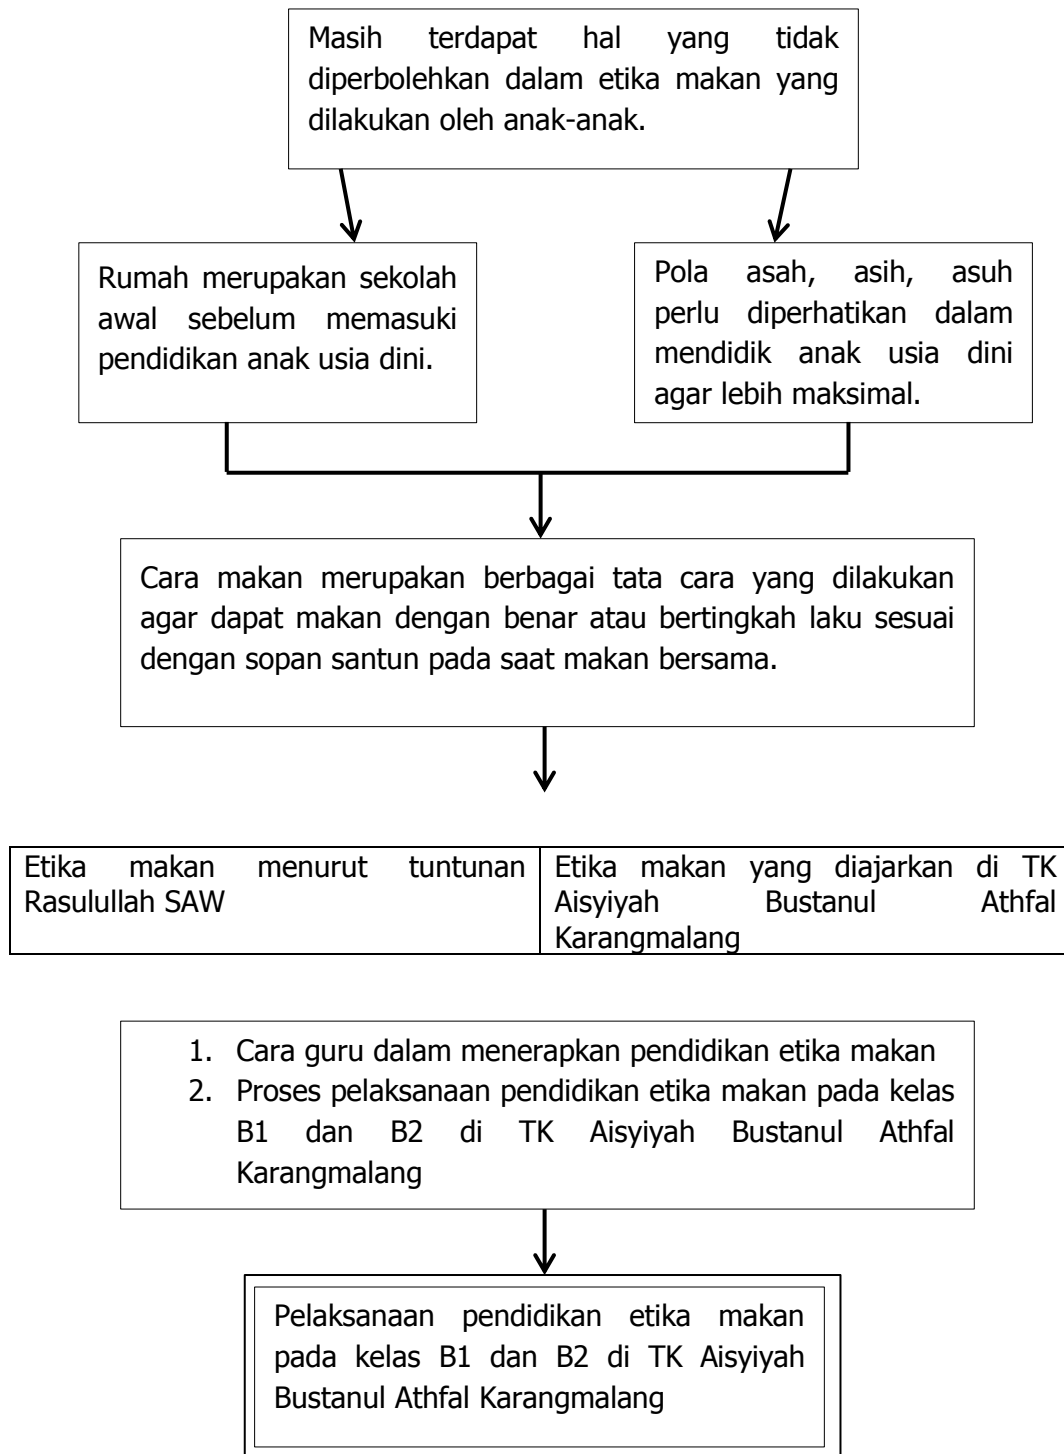 Masih terdapat hal yang tidak
diperbolehkan dalam etika makan yang
dilakukan oleh anak-anak.
Rumah merupakan sekolah
awal sebelum memasuki
pendidikan anak usia dini.
Pola asah, asih, asuh
perlu diperhatikan dalam
mendidik anak usia dini
agar lebih maksimal.
Cara makan merupakan berbagai tata cara yang dilakukan
agar dapat makan dengan benar atau bertingkah laku sesuai
dengan sopan santun pada saat makan bersama.
Etika makan menurut tuntunan
Rasulullah SAW
Etika makan yang diajarkan di TK
Aisyiyah Bustanul Athfal
Karangmalang
1. Cara guru dalam menerapkan pendidikan etika makan
2. Proses pelaksanaan pendidikan etika makan pada kelas
B1 dan B2 di TK Aisyiyah Bustanul Athfal
Karangmalang
Pelaksanaan pendidikan etika makan
pada kelas B1 dan B2 di TK Aisyiyah
Bustanul Athfal Karangmalang